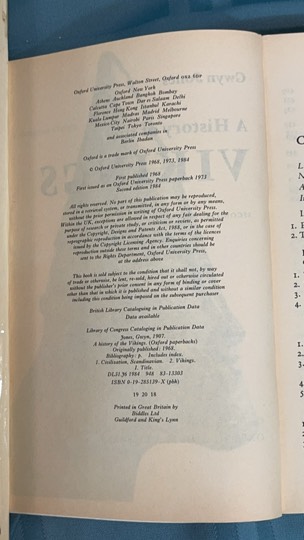 Oxford University Press, Walton Street, Oxford OX2 6DP
Oxford New York
Athens Auckland Bangkok Bombay
Calcutta Cape Town Dar es Salaam Delhi
Florence Hong Kong Istanbul Karachi
Kuala Lumpur Madras Madrid Melbourne
Mexico City Nairobi Paris Singapore
Taipei Tokyo Toronto
and associated companies in
Berlin Ibadan
Oxford is a trade mark of Oxford University Press
© Oxford University Press 1968, 1973, 1984
First published 1968
First issued as an Oxford University Press paperback 1973
Second edition 1984
All rights reserved. No part of this publication may be reproduced,
stored in a retrieval system, or transmitted, in any form or by any means,
without the prior permission in writing of Oxford University Press.
Within the UK, exceptions are allowed in respect of any fair dealing for the
purpose of research or private study, or criticism or review, as permitted
under the Copyright, Designs and Patents Act, 1988, or in the case of
reprographic reproduction in accordance with the terms of the licences
issued by the Copyright Licensing Agency. Enquiries concerning
reproduction outside these terms and in other countries should be
sent to the Rights Department, Oxford University Press,
at the address above
This book is sold subject to the condition that it shall not, by way
of trade or otherwise, be lent, re-sold, hired out or otherwise circulated
without the publisher's prior consent in any form of binding or cover
other than that in which it is published and without a similar condition
including this condition being imposed on the subsequent purchaser
British Library Cataloguing in Publication Data
Data available
Library of Congress Cataloging in Publication Data
Jones, Gwyn, 1907.
A history of the Vikings. (Oxford paperbacks)
Originally published: 1968.
Bibliography: p. Includes index.
1. Civilization, Scandinavian. 2. Vikings.
I. Title.
DL31.J6 1984 948 83-13303
ISBN 0-19-285139-X (pbk)
19 20 18
Printed in Great Britain by
Biddles Ltd
Guildford and King's Lynn